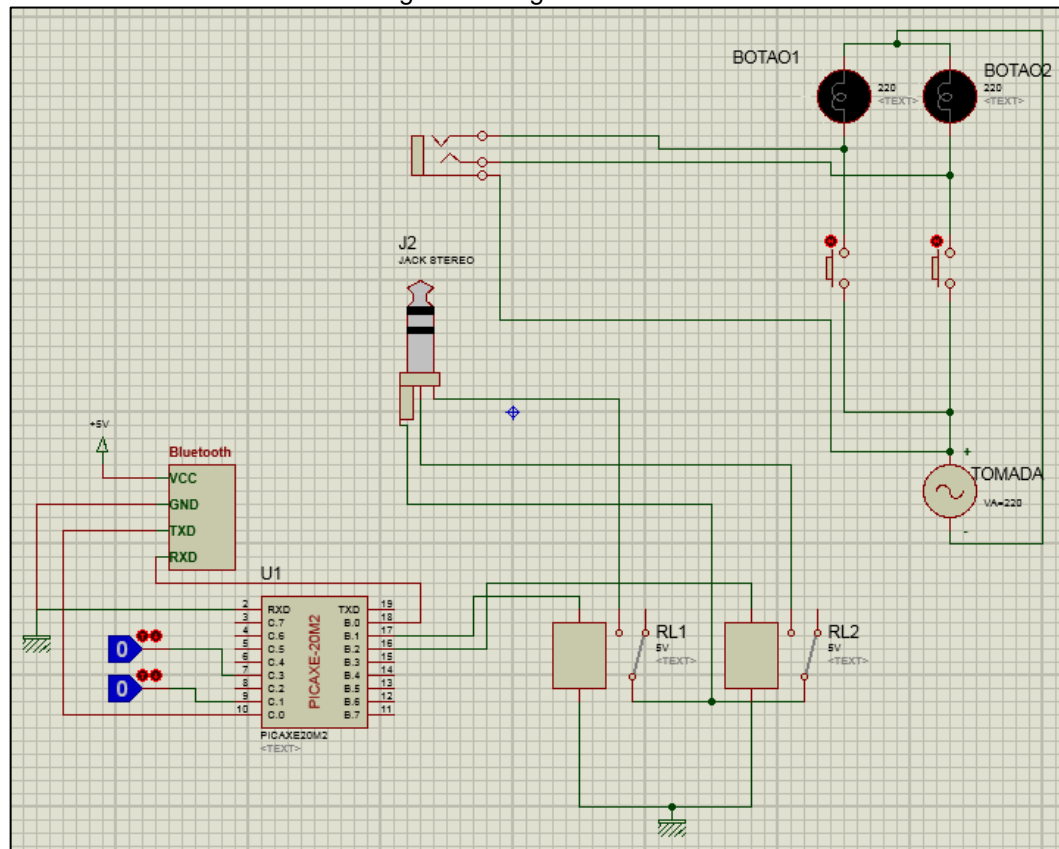 BOTAO1
BOTAO2
220
<TEXT>
220
<TEXT>
J2
JACK STEREO
+5V
Bluetooth
VCC
GND
TXD
RXD
+
TOMADA
VA=220
-
U1
2 RXD TXD 19
3 C.7 B.0 18
4 C.6 B.1 17
5 C.5 B.2 16
6 C.4 B.3 15
7 C.3 B.4 14
8 C.2 B.5 13
9 C.1 B.6 12
10 C.0 B.7 11
PICAXE-20M2
PICAXE20M2
<TEXT>
0
0
RL1
5V
<TEXT>
RL2
5V
<TEXT>